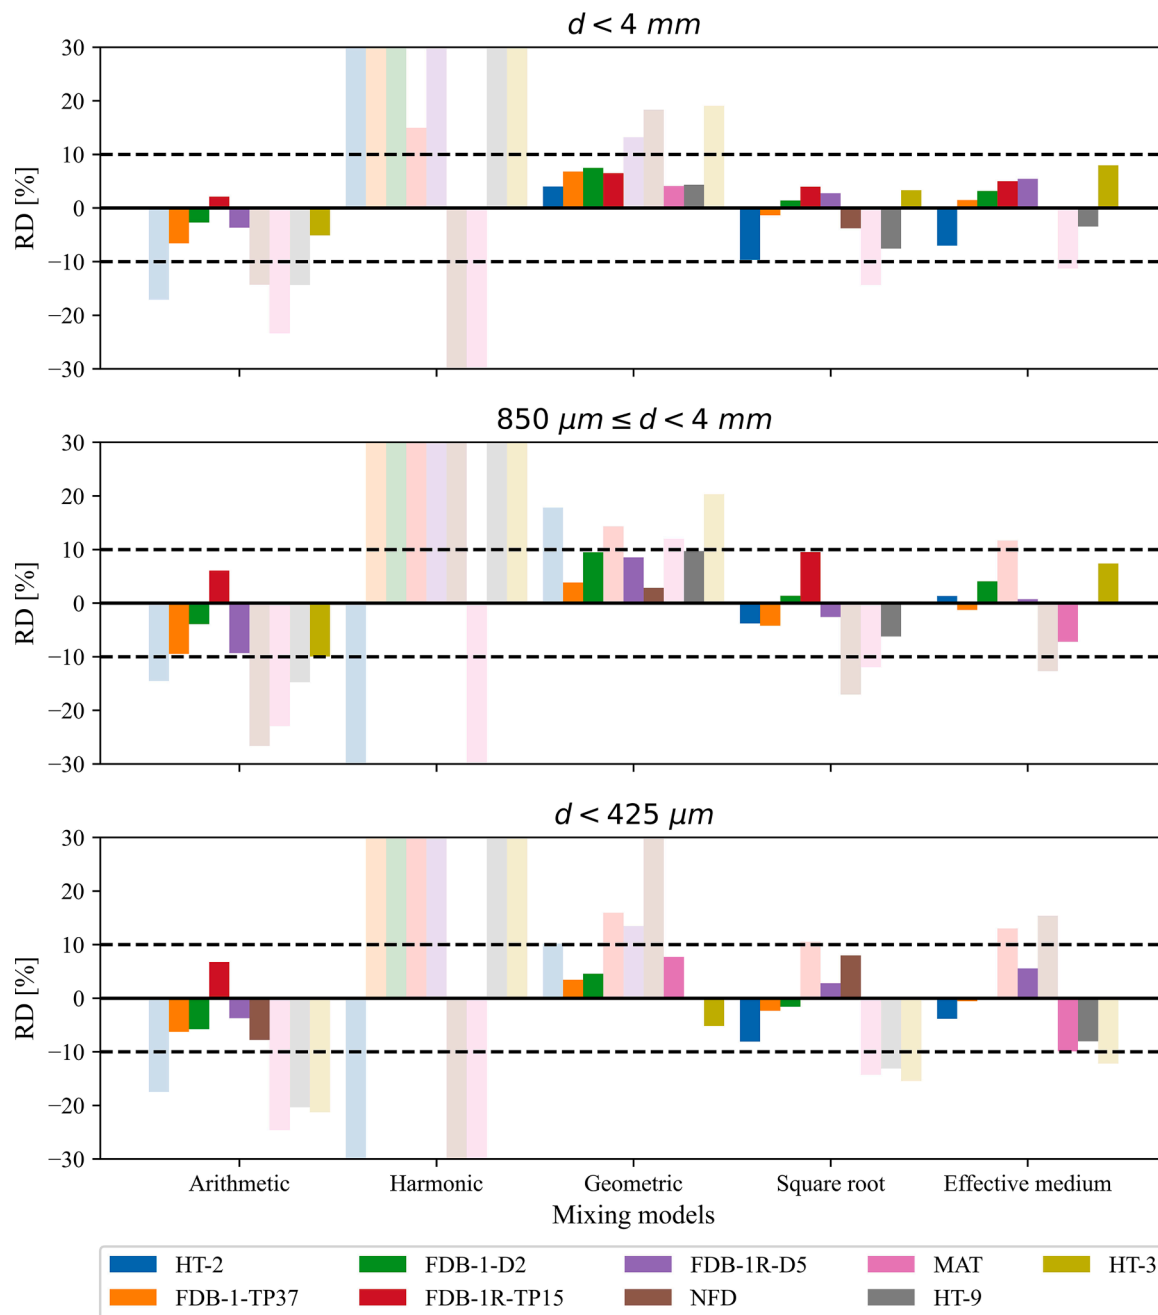 d < 4 mm
30
20
10
0
−10
−20
−30
RD [%]
850 μm ≤ d < 4 mm
30
20
10
0
−10
−20
−30
RD [%]
d < 425 μm
30
20
10
0
−10
−20
−30
RD [%]
Arithmetic Harmonic Geometric Square root Effective medium
Mixing models
HT-2 FDB-1-D2 FDB-1R-D5 MAT HT-3
FDB-1-TP37 FDB-1R-TP15 NFD HT-9